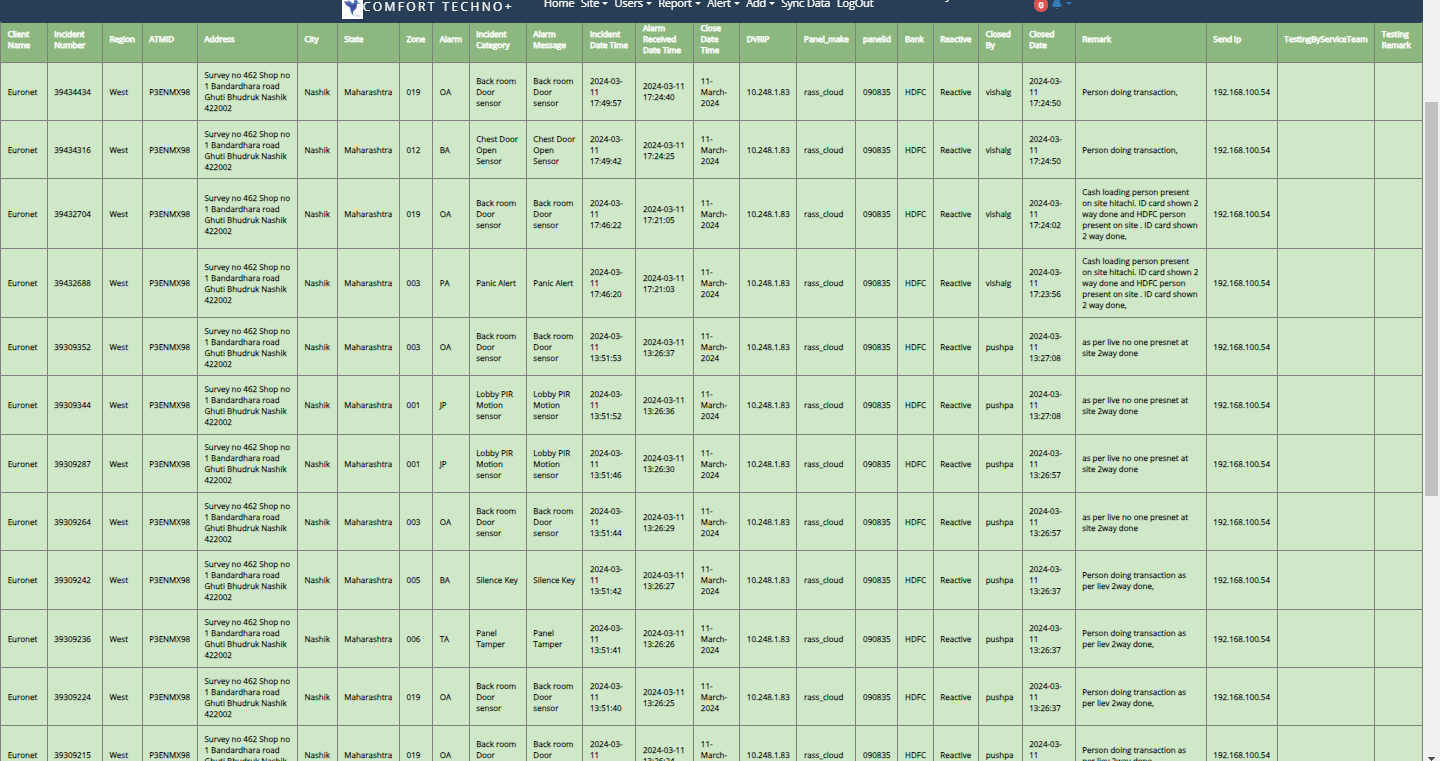 COMFORT TECHNO+ Home Site Users Report Alert Add Sync Data LogOut 0
Client Name Incident Number Region ATMID Address City State Zone Alarm Incident Category Alarm Message Incident Date Time Alarm Received Date Time Close Date Time DVRIP Panel_make panelid Bank Reactive Closed By Closed Date Remark Send Ip TestingByServiceTeam Testing Remark
Euronet 39434434 West P3ENMX98 Survey no 462 Shop no 1 Bandardhara road Ghuti Bhudruk Nashik 422002 Nashik Maharashtra 019 OA Back room Door sensor Back room Door sensor 2024-03-11 17:49:57 2024-03-11 17:24:40 11-March-2024 10.248.1.83 rass_cloud 090835 HDFC Reactive vishalg 2024-03-11 17:24:50 Person doing transaction, 192.168.100.54
Euronet 39434316 West P3ENMX98 Survey no 462 Shop no 1 Bandardhara road Ghuti Bhudruk Nashik 422002 Nashik Maharashtra 012 BA Chest Door Open Sensor Chest Door Open Sensor 2024-03-11 17:49:42 2024-03-11 17:24:25 11-March-2024 10.248.1.83 rass_cloud 090835 HDFC Reactive vishalg 2024-03-11 17:24:50 Person doing transaction, 192.168.100.54
Euronet 39432704 West P3ENMX98 Survey no 462 Shop no 1 Bandardhara road Ghuti Bhudruk Nashik 422002 Nashik Maharashtra 019 OA Back room Door sensor Back room Door sensor 2024-03-11 17:46:22 2024-03-11 17:21:05 11-March-2024 10.248.1.83 rass_cloud 090835 HDFC Reactive vishalg 2024-03-11 17:24:02 Cash loading person present on site hitachi. ID card shown 2 way done and HDFC person present on site . ID card shown 2 way done, 192.168.100.54
Euronet 39432688 West P3ENMX98 Survey no 462 Shop no 1 Bandardhara road Ghuti Bhudruk Nashik 422002 Nashik Maharashtra 003 PA Panic Alert Panic Alert 2024-03-11 17:46:20 2024-03-11 17:21:03 11-March-2024 10.248.1.83 rass_cloud 090835 HDFC Reactive vishalg 2024-03-11 17:23:56 Cash loading person present on site hitachi. ID card shown 2 way done and HDFC person present on site . ID card shown 2 way done, 192.168.100.54
Euronet 39309352 West P3ENMX98 Survey no 462 Shop no 1 Bandardhara road Ghuti Bhudruk Nashik 422002 Nashik Maharashtra 003 OA Back room Door sensor Back room Door sensor 2024-03-11 13:51:53 2024-03-11 13:26:37 11-March-2024 10.248.1.83 rass_cloud 090835 HDFC Reactive pushpa 2024-03-11 13:27:08 as per live no one presnet at site 2way done 192.168.100.54
Euronet 39309344 West P3ENMX98 Survey no 462 Shop no 1 Bandardhara road Ghuti Bhudruk Nashik 422002 Nashik Maharashtra 001 JP Lobby PIR Motion sensor Lobby PIR Motion sensor 2024-03-11 13:51:52 2024-03-11 13:26:36 11-March-2024 10.248.1.83 rass_cloud 090835 HDFC Reactive pushpa 2024-03-11 13:27:08 as per live no one presnet at site 2way done 192.168.100.54
Euronet 39309287 West P3ENMX98 Survey no 462 Shop no 1 Bandardhara road Ghuti Bhudruk Nashik 422002 Nashik Maharashtra 001 JP Lobby PIR Motion sensor Lobby PIR Motion sensor 2024-03-11 13:51:46 2024-03-11 13:26:30 11-March-2024 10.248.1.83 rass_cloud 090835 HDFC Reactive pushpa 2024-03-11 13:26:57 as per live no one presnet at site 2way done 192.168.100.54
Euronet 39309264 West P3ENMX98 Survey no 462 Shop no 1 Bandardhara road Ghuti Bhudruk Nashik 422002 Nashik Maharashtra 003 OA Back room Door sensor Back room Door sensor 2024-03-11 13:51:44 2024-03-11 13:26:29 11-March-2024 10.248.1.83 rass_cloud 090835 HDFC Reactive pushpa 2024-03-11 13:26:57 as per live no one presnet at site 2way done 192.168.100.54
Euronet 39309242 West P3ENMX98 Survey no 462 Shop no 1 Bandardhara road Ghuti Bhudruk Nashik 422002 Nashik Maharashtra 005 BA Silence Key Silence Key 2024-03-11 13:51:42 2024-03-11 13:26:27 11-March-2024 10.248.1.83 rass_cloud 090835 HDFC Reactive pushpa 2024-03-11 13:26:37 Person doing transaction as per liev 2way done, 192.168.100.54
Euronet 39309236 West P3ENMX98 Survey no 462 Shop no 1 Bandardhara road Ghuti Bhudruk Nashik 422002 Nashik Maharashtra 006 TA Panel Tamper Panel Tamper 2024-03-11 13:51:41 2024-03-11 13:26:26 11-March-2024 10.248.1.83 rass_cloud 090835 HDFC Reactive pushpa 2024-03-11 13:26:37 Person doing transaction as per liev 2way done, 192.168.100.54
Euronet 39309224 West P3ENMX98 Survey no 462 Shop no 1 Bandardhara road Ghuti Bhudruk Nashik 422002 Nashik Maharashtra 019 OA Back room Door sensor Back room Door sensor 2024-03-11 13:51:40 2024-03-11 13:26:25 11-March-2024 10.248.1.83 rass_cloud 090835 HDFC Reactive pushpa 2024-03-11 13:26:37 Person doing transaction as per liev 2way done, 192.168.100.54
Euronet 39309215 West P3ENMX98 Survey no 462 Shop no 1 Bandardhara road Ghuti Bhudruk Nashik Nashik Maharashtra 019 OA Back room Door Back room Door 2024-03-11 2024-03-11 11-March- 10.248.1.83 rass_cloud 090835 HDFC Reactive pushpa 2024-03-11 Person doing transaction as per liev 2way done, 192.168.100.54